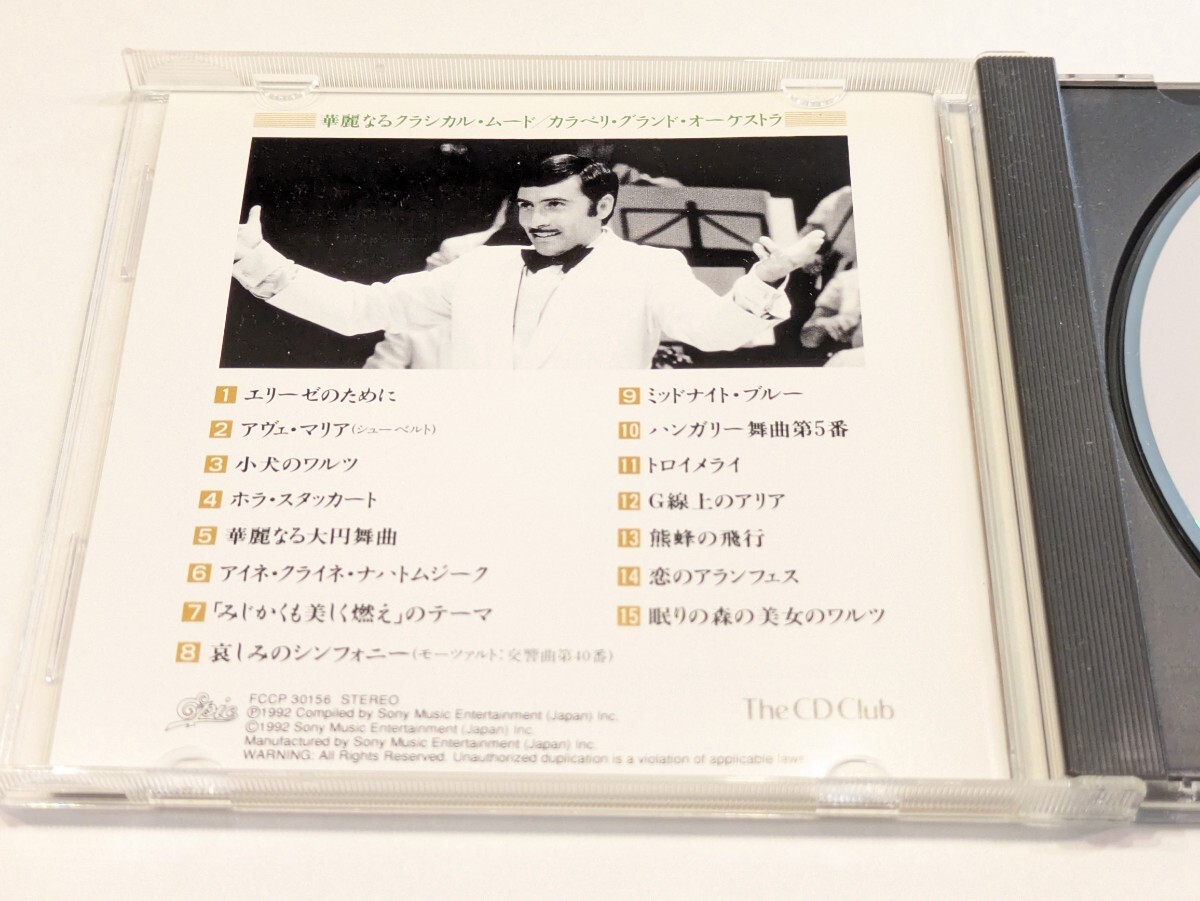 華麗なるクラシカル・ムード/カラベリ・グランド・オーケストラ
1 エリーゼのために
2 アヴェ・マリア(シューベルト)
3 小犬のワルツ
4 ホラ・スタッカート
5 華麗なる大円舞曲
6 アイネ・クライネ・ナハトムジーク
7 「みじかくも美しく燃え」のテーマ
8 哀しみのシンフォニー(モーツァルト:交響曲第40番)
9 ミッドナイト・ブルー
10 ハンガリー舞曲第5番
11 トロイメライ
12 G線上のアリア
13 熊蜂の飛行
14 恋のアランフェス
15 眠りの森の美女のワルツ
Epic
FCCP 30156 STEREO
Ⓟ1992 Compiled by Sony Music Entertainment (Japan) Inc.
©1992 Sony Music Entertainment (Japan) Inc.
Manufactured by Sony Music Entertainment (Japan) Inc.
WARNING: All Rights Reserved. Unauthorized duplication is a violation of applicable laws
The CD Club